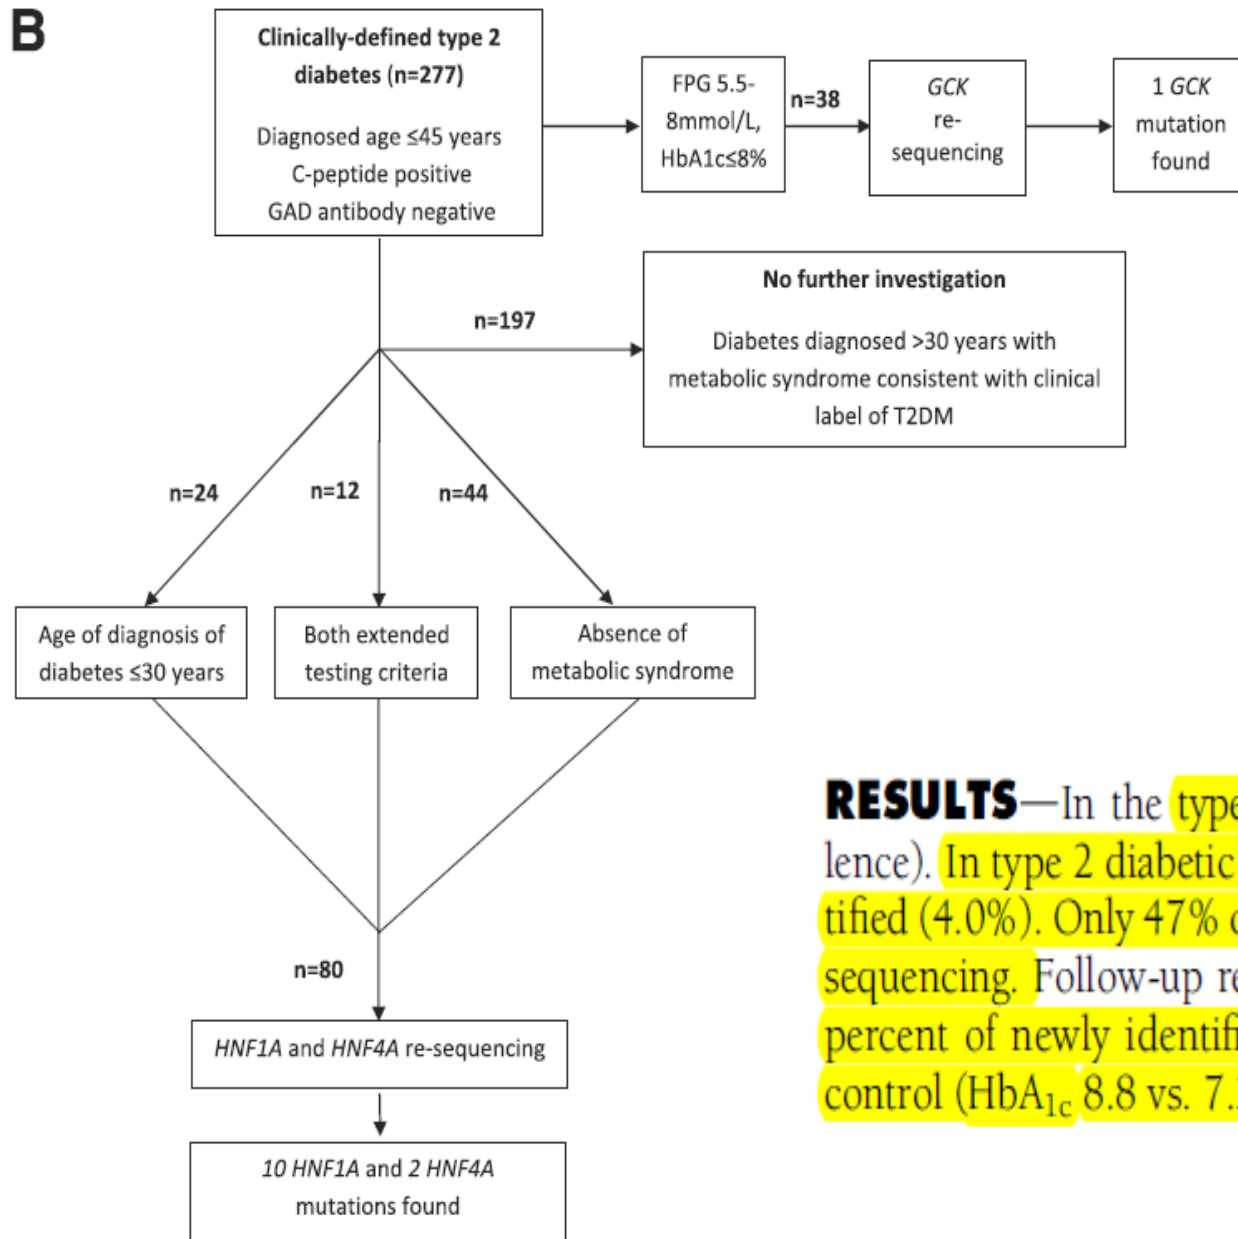 B
Clinically-defined type 2
diabetes (n=277)
Diagnosed age ≤45 years
C-peptide positive
GAD antibody negative
FPG 5.5-
8mmol/L,
HbA1c≤8%
n=38
GCK
re-
sequencing
1 GCK
mutation
found
No further investigation
Diabetes diagnosed >30 years with
metabolic syndrome consistent with clinical
label of T2DM
n=197
n=24
n=12
n=44
Age of diagnosis of
diabetes ≤30 years
Both extended
testing criteria
Absence of
metabolic syndrome
n=80
HNF1A and HNF4A re-sequencing
10 HNF1A and 2 HNF4A
mutations found
RESULTS—In the type
lence). In type 2 diabetic
tified (4.0%). Only 47%
sequencing. Follow-up re
percent of newly identifi
control (HbA1c 8.8 vs. 7.